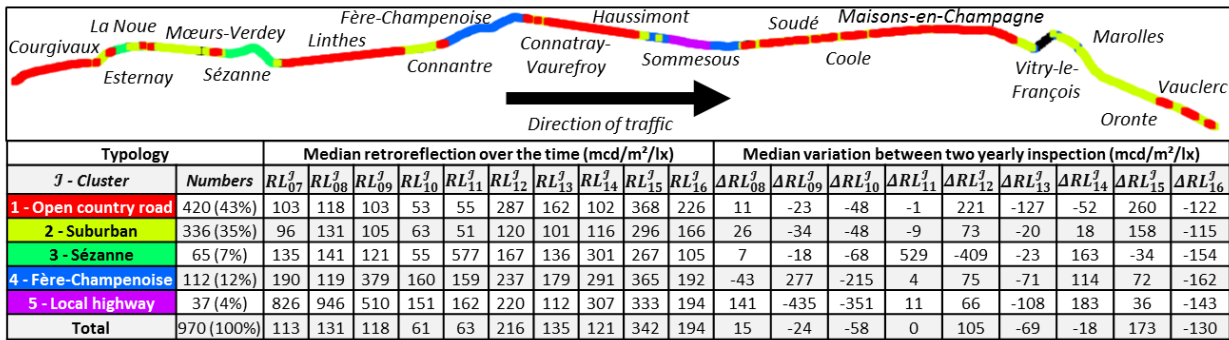 Courgivaux
La Noue
Esternay
Mœurs-Verdey
Sézanne
Linthes
Fère-Champenoise
Connantre
Connatray-
Vaurefroy
Haussimont
Sommesous
Soudé
Coole
Maisons-en-Champagne
Vitry-le-
François
Marolles
Oronte
Vauclerc
Direction of traffic
Typology Median retroreflection over the time (mcd/m²/lx) Median variation between two yearly inspection (mcd/m²/lx)
ℐ - Cluster Numbers RL₀₇^ℐ RL₀₈^ℐ RL₀₉^ℐ RL₁₀^ℐ RL₁₁^ℐ RL₁₂^ℐ RL₁₃^ℐ RL₁₄^ℐ RL₁₅^ℐ RL₁₆^ℐ ΔRL₀₈^ℐ ΔRL₀₉^ℐ ΔRL₁₀^ℐ ΔRL₁₁^ℐ ΔRL₁₂^ℐ ΔRL₁₃^ℐ ΔRL₁₄^ℐ ΔRL₁₅^ℐ ΔRL₁₆^ℐ
1 - Open country road 420 (43%) 103 118 103 53 55 287 162 102 368 226 11 -23 -48 -1 221 -127 -52 260 -122
2 - Suburban 336 (35%) 96 131 105 63 51 120 101 116 296 166 26 -34 -48 -9 73 -20 18 158 -115
3 - Sézanne 65 (7%) 135 141 121 55 577 167 136 301 267 105 7 -18 -68 529 -409 -23 163 -34 -154
4 - Fère-Champenoise 112 (12%) 190 119 379 160 159 237 179 291 365 192 -43 277 -215 4 75 -71 114 72 -162
5 - Local highway 37 (4%) 826 946 510 151 162 220 112 307 333 194 141 -435 -351 11 66 -108 183 36 -143
Total 970 (100%) 113 131 118 61 63 216 135 121 342 194 15 -24 -58 0 105 -69 -18 173 -130